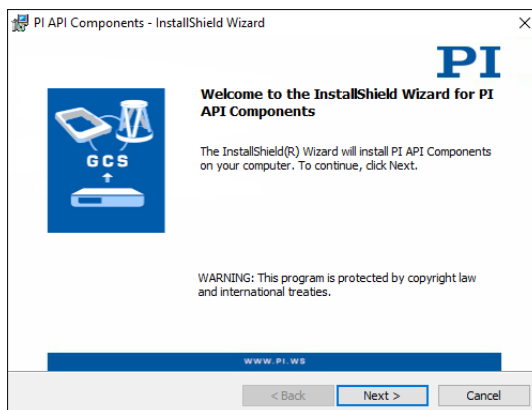 PI API Components - InstallShield Wizard
PI
Welcome to the InstallShield Wizard for PI
API Components
GCS
The InstallShield(R) Wizard will install PI API Components
on your computer. To continue, click Next.
WARNING: This program is protected by copyright law
and international treaties.
WWW.PI.WS
< Back
Next >
Cancel